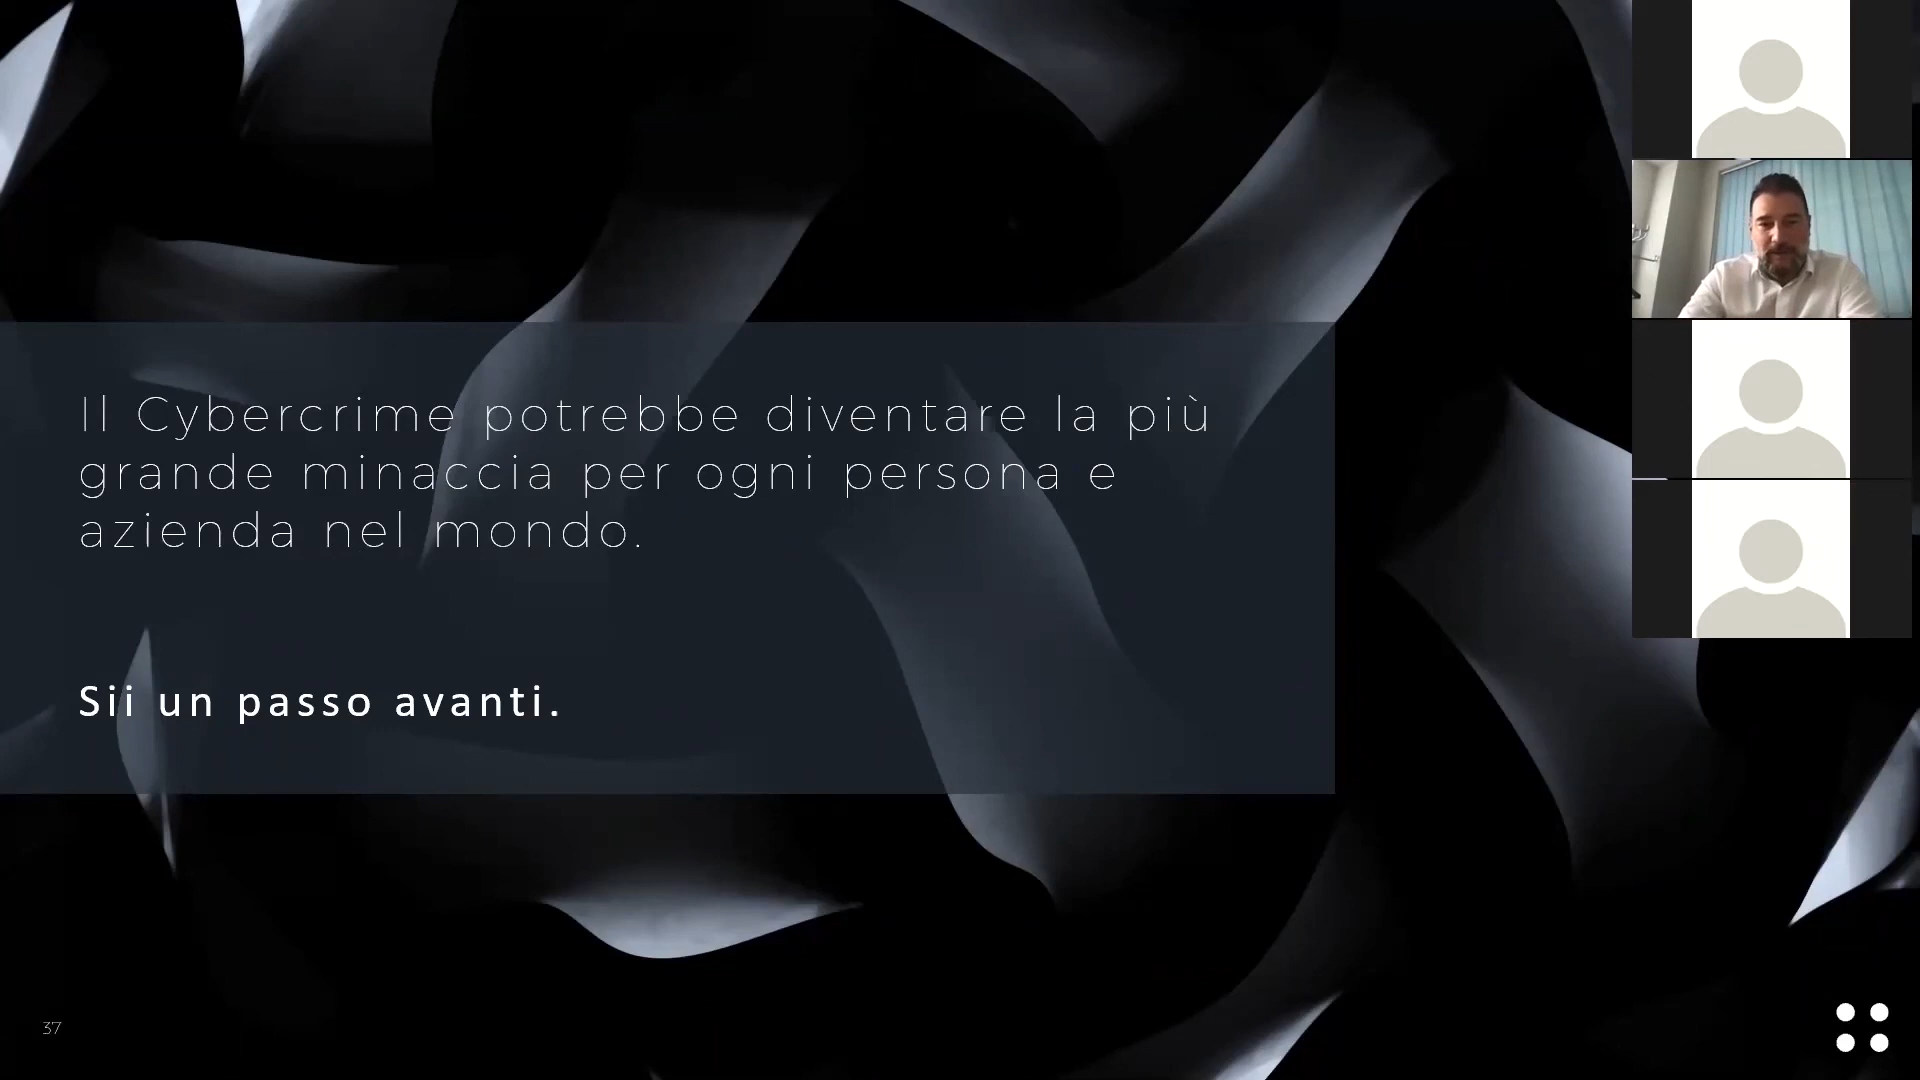 Il Cybercrime potrebbe diventare la più
grande minaccia per ogni persona e
azienda nel mondo.
Sii un passo avanti.
37